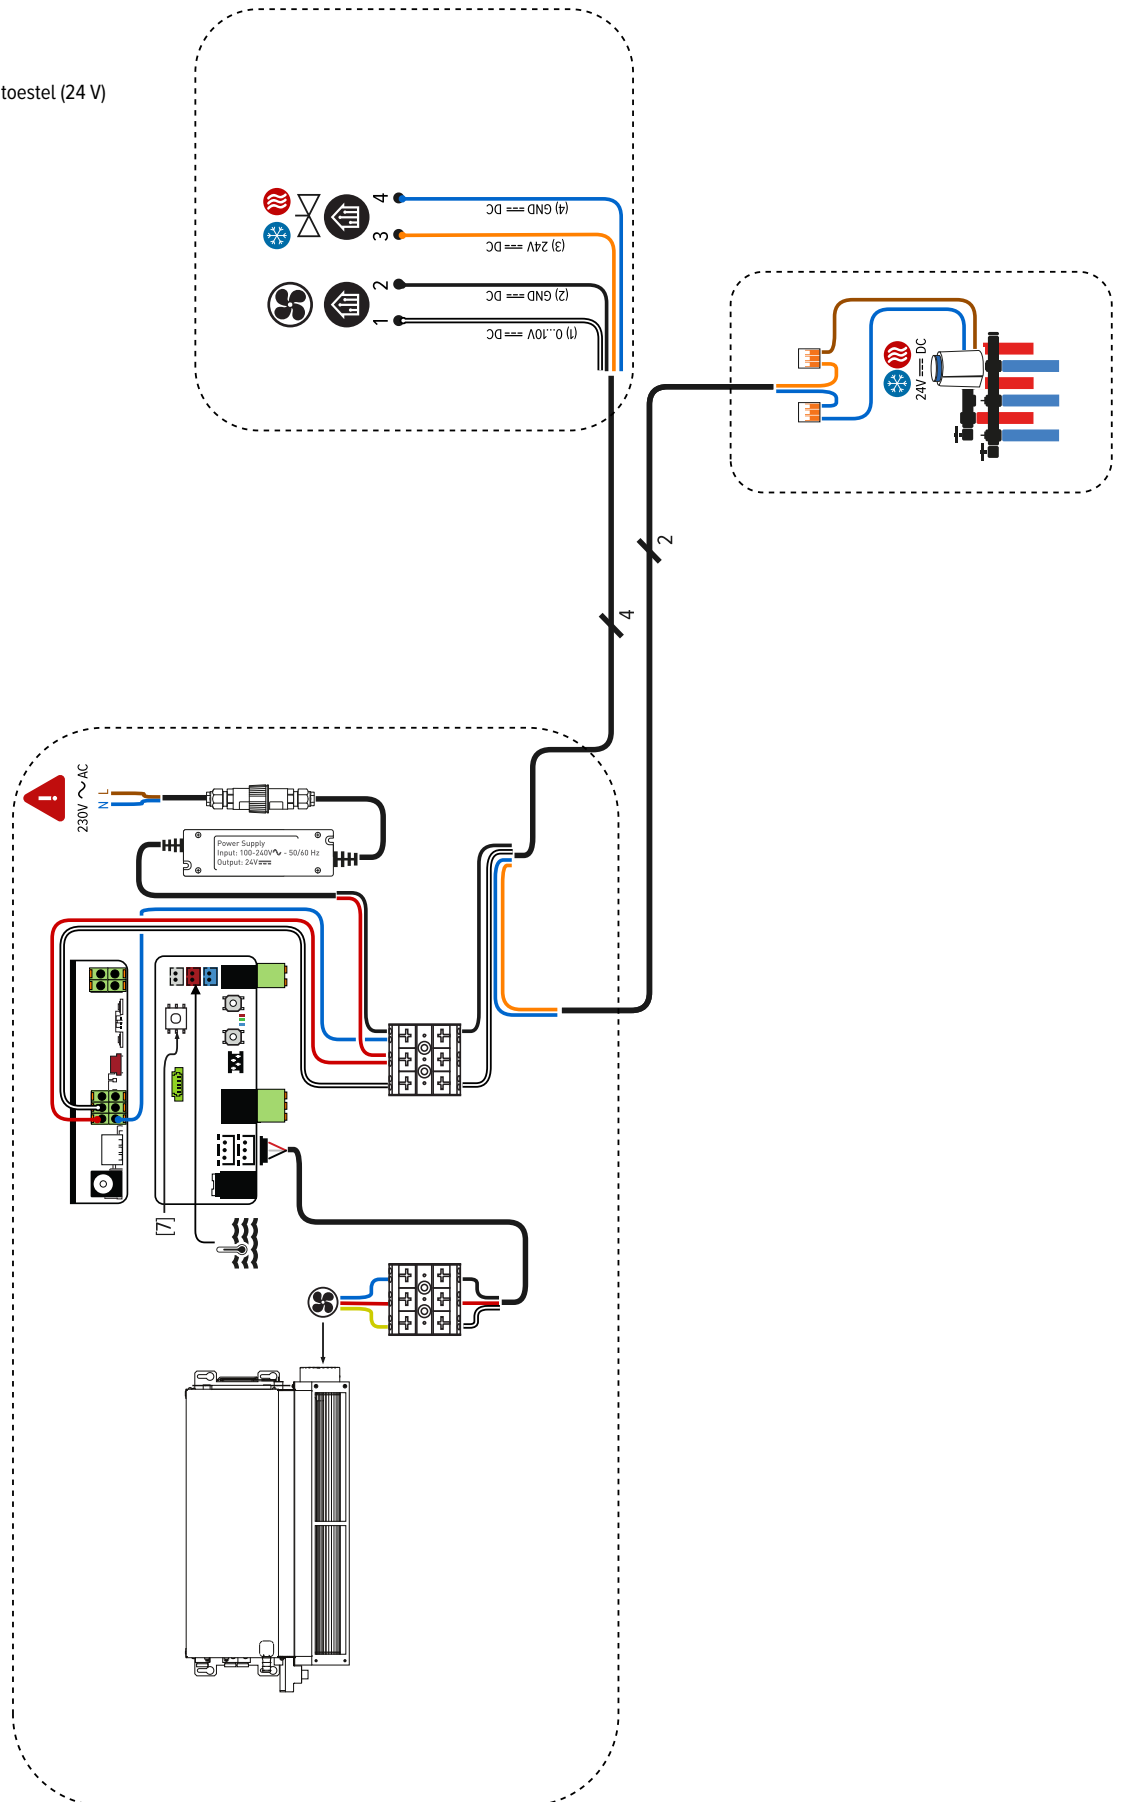 toestel (24 V)
4
(4) GND ⎓ DC
3
(3) 24V ⎓ DC
2
(2) GND ⎓ DC
1
(1) 0...10V ⎓ DC
24V ⎓ DC
2
4
230V ~ AC
N L
Power Supply
Input: 100-240V~ - 50/60 Hz
Output: 24V⎓
[7]